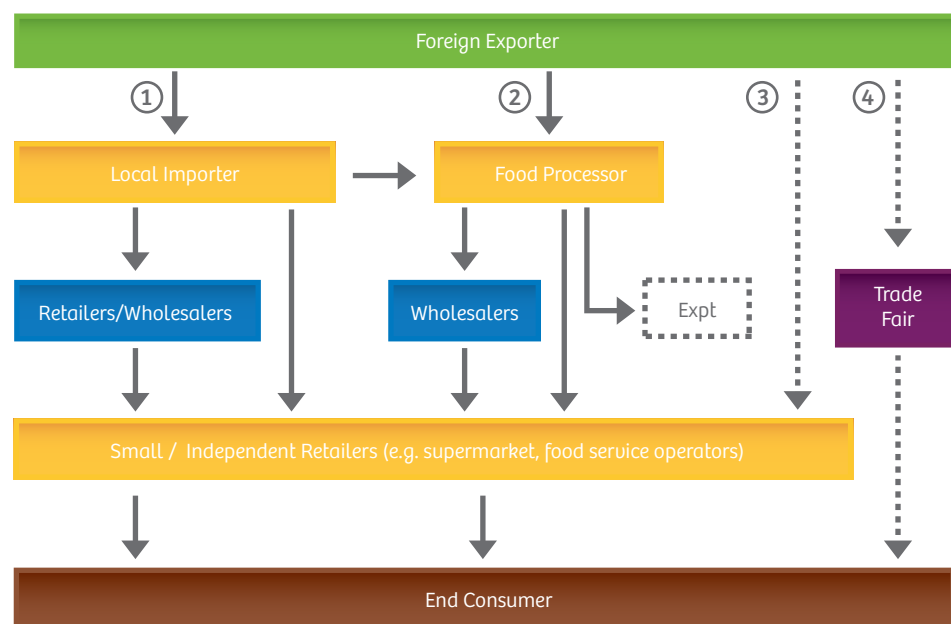 Foreign Exporter
1
2
3
4
Local Importer
Food Processor
Retailers/Wholesalers
Wholesalers
Expt
Trade
Fair
Small / Independent Retailers (e.g. supermarket, food service operators)
End Consumer